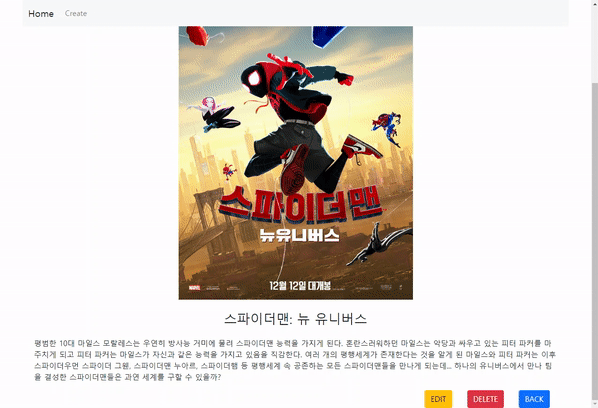 Home Create
스파이더맨
뉴유니버스
MARVEL
12월 12일 대개봉
스파이더맨: 뉴 유니버스
평범한 10대 마일스 모랄레스는 우연히 방사능 거미에 물려 스파이더맨 능력을 가지게 된다. 혼란스러워하던 마일스는 악당과 싸우고 있는 피터 파커를 마
주치게 되고 피터 파커는 마일스가 자신과 같은 능력을 가지고 있음을 직감한다. 여러 개의 평행세계가 존재한다는 것을 알게 된 마일스와 피터 파커는 이후
스파이더우먼 스파이더 그웬, 스파이더맨 누아르, 스파이더햄 등 평행세계 속 공존하는 모든 스파이더맨들을 만나게 되는데... 하나의 유니버스에서 만나 팀
을 결성한 스파이더맨들은 과연 세계를 구할 수 있을까?
EDIT DELETE BACK